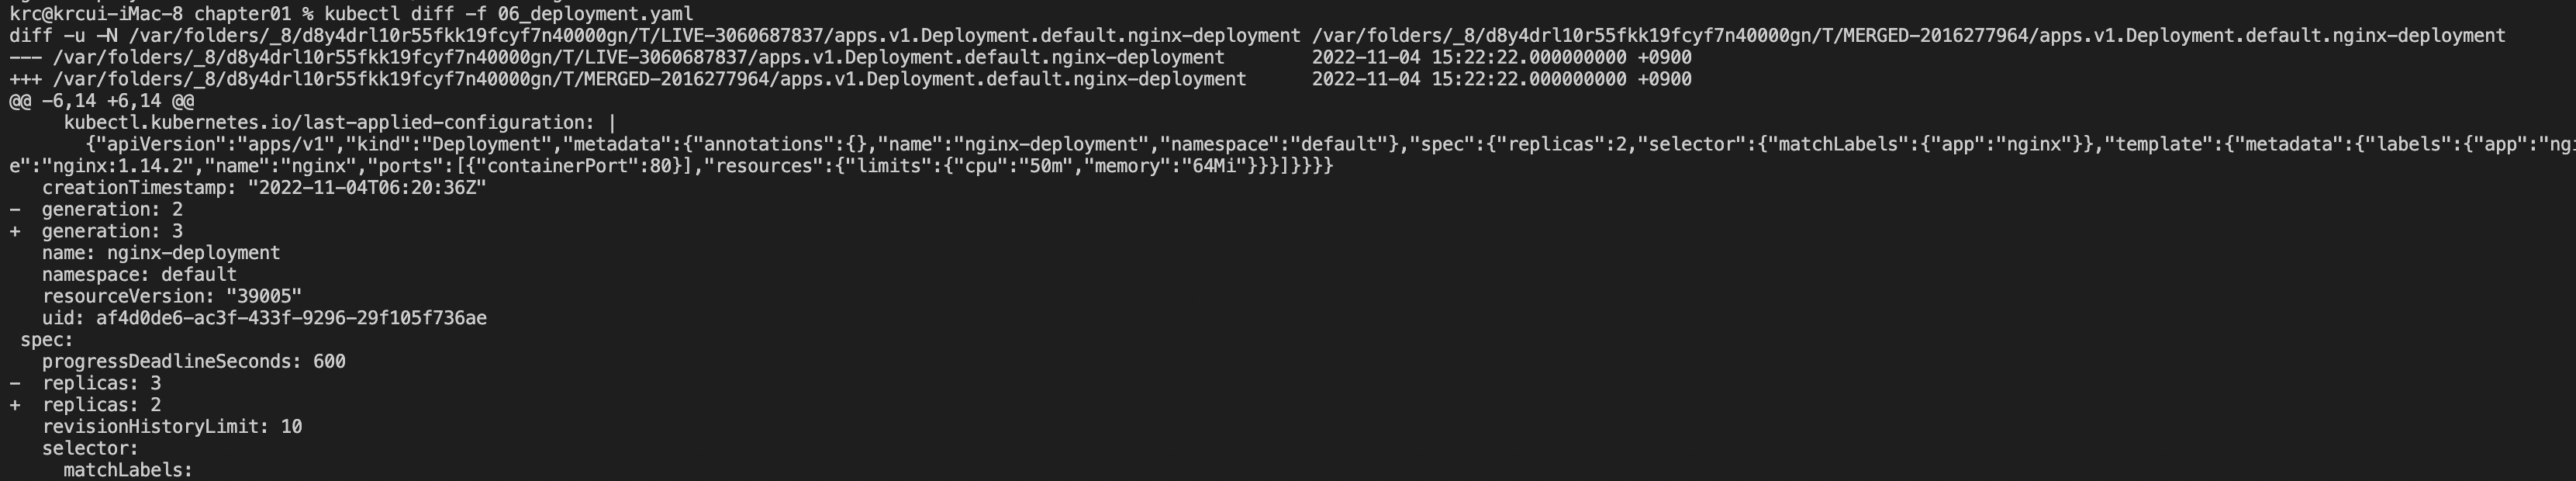 krc@krcui-iMac-8 chapter01 % kubectl diff -f 06_deployment.yaml
diff -u -N /var/folders/_8/d8y4drl10r55fkk19fcyf7n40000gn/T/LIVE-3060687837/apps.v1.Deployment.default.nginx-deployment /var/folders/_8/d8y4drl10r55fkk19fcyf7n40000gn/T/MERGED-2016277964/apps.v1.Deployment.default.nginx-deployment
--- /var/folders/_8/d8y4drl10r55fkk19fcyf7n40000gn/T/LIVE-3060687837/apps.v1.Deployment.default.nginx-deployment	2022-11-04 15:22:22.000000000 +0900
+++ /var/folders/_8/d8y4drl10r55fkk19fcyf7n40000gn/T/MERGED-2016277964/apps.v1.Deployment.default.nginx-deployment	2022-11-04 15:22:22.000000000 +0900
@@ -6,14 +6,14 @@
     kubectl.kubernetes.io/last-applied-configuration: |
       {"apiVersion":"apps/v1","kind":"Deployment","metadata":{"annotations":{},"name":"nginx-deployment","namespace":"default"},"spec":{"replicas":2,"selector":{"matchLabels":{"app":"nginx"}},"template":{"metadata":{"labels":{"app":"ngi
e":"nginx:1.14.2","name":"nginx","ports":[{"containerPort":80}],"resources":{"limits":{"cpu":"50m","memory":"64Mi"}}}]}}}}
   creationTimestamp: "2022-11-04T06:20:36Z"
-  generation: 2
+  generation: 3
   name: nginx-deployment
   namespace: default
   resourceVersion: "39005"
   uid: af4d0de6-ac3f-433f-9296-29f105f736ae
 spec:
   progressDeadlineSeconds: 600
-  replicas: 3
+  replicas: 2
   revisionHistoryLimit: 10
   selector:
     matchLabels: